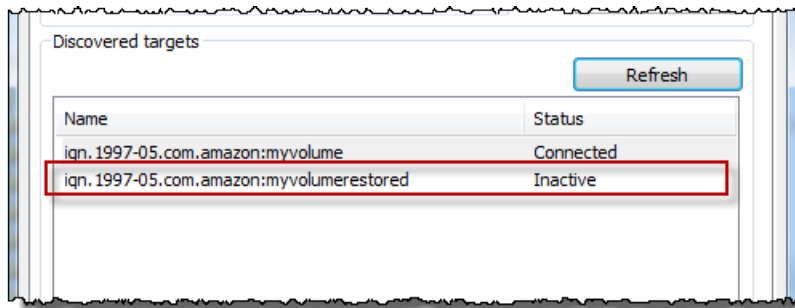 Discovered targets
Refresh
Name Status
iqn.1997-05.com.amazon:myvolume Connected
iqn.1997-05.com.amazon:myvolumerestored Inactive